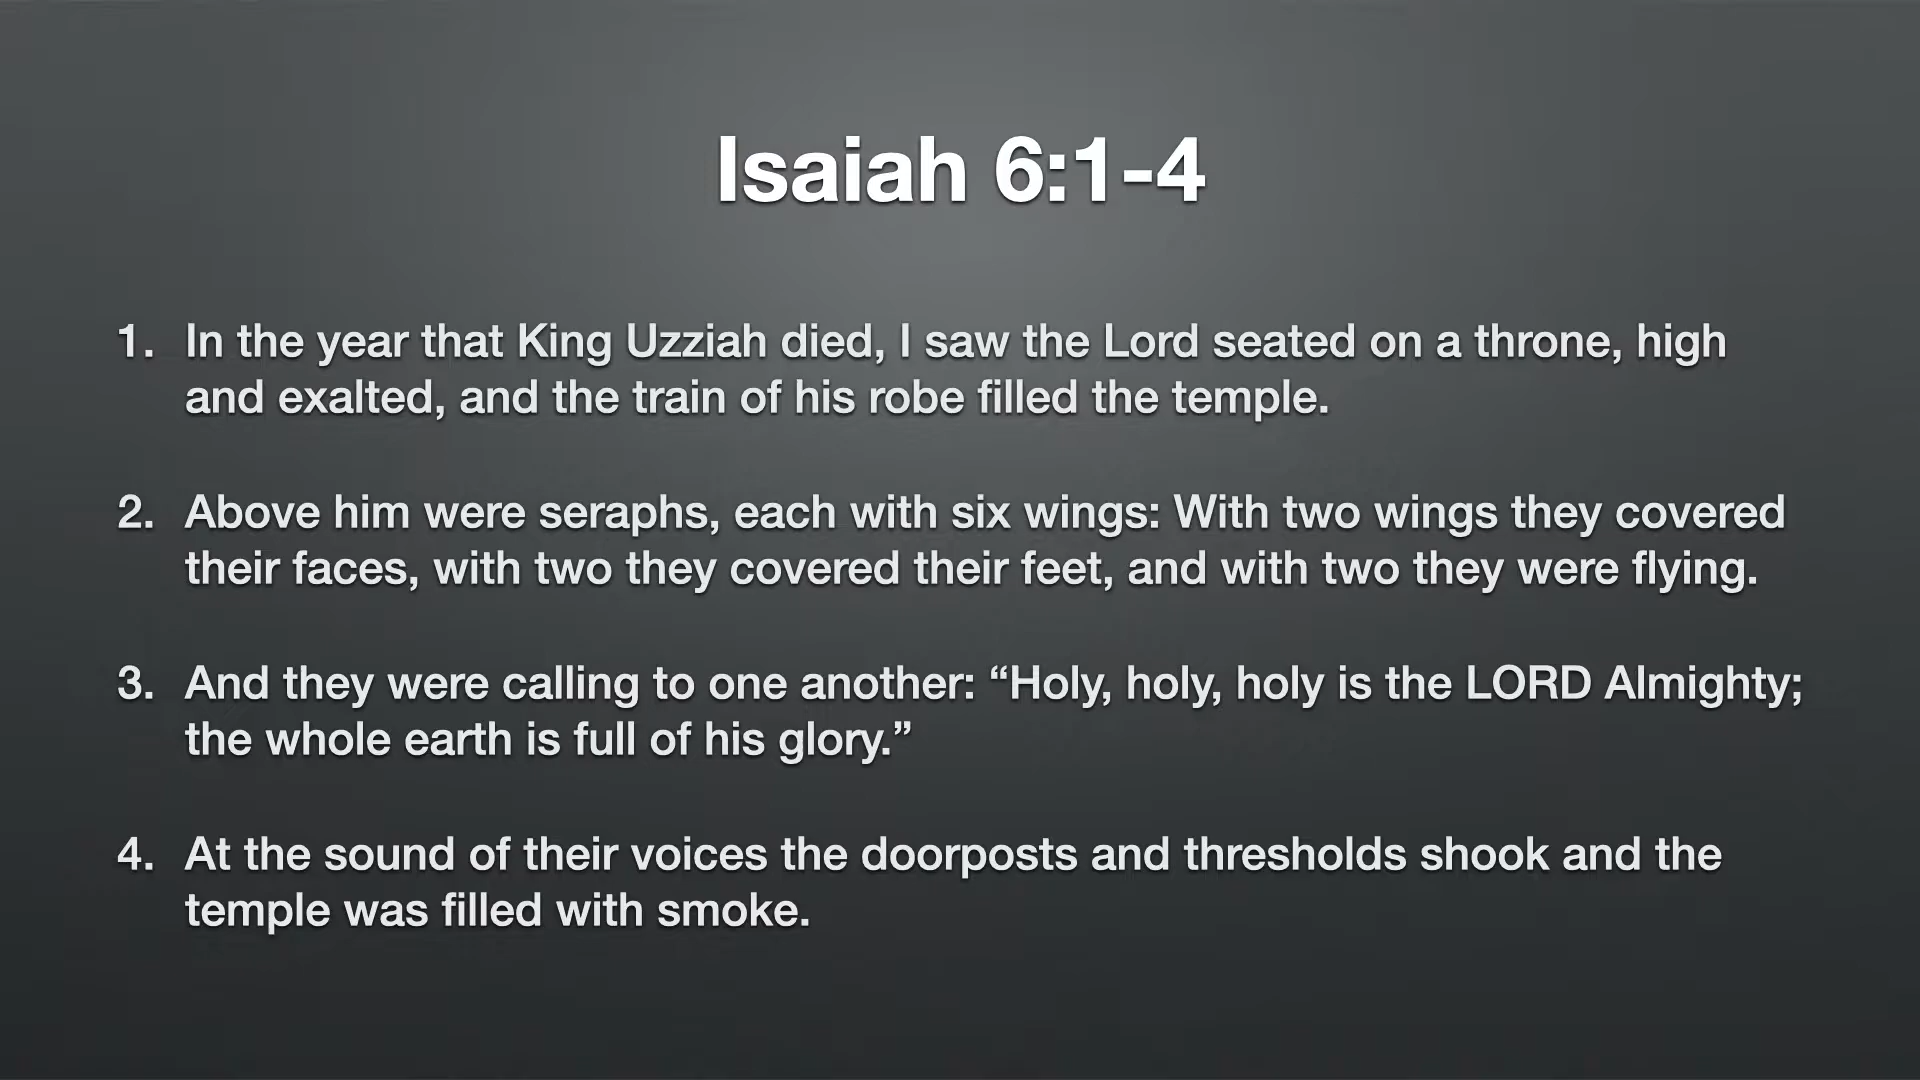 Isaiah 6:1-4
1. In the year that King Uzziah died, I saw the Lord seated on a throne, high
and exalted, and the train of his robe filled the temple.
2. Above him were seraphs, each with six wings: With two wings they covered
their faces, with two they covered their feet, and with two they were flying.
3. And they were calling to one another: “Holy, holy, holy is the LORD Almighty;
the whole earth is full of his glory.”
4. At the sound of their voices the doorposts and thresholds shook and the
temple was filled with smoke.